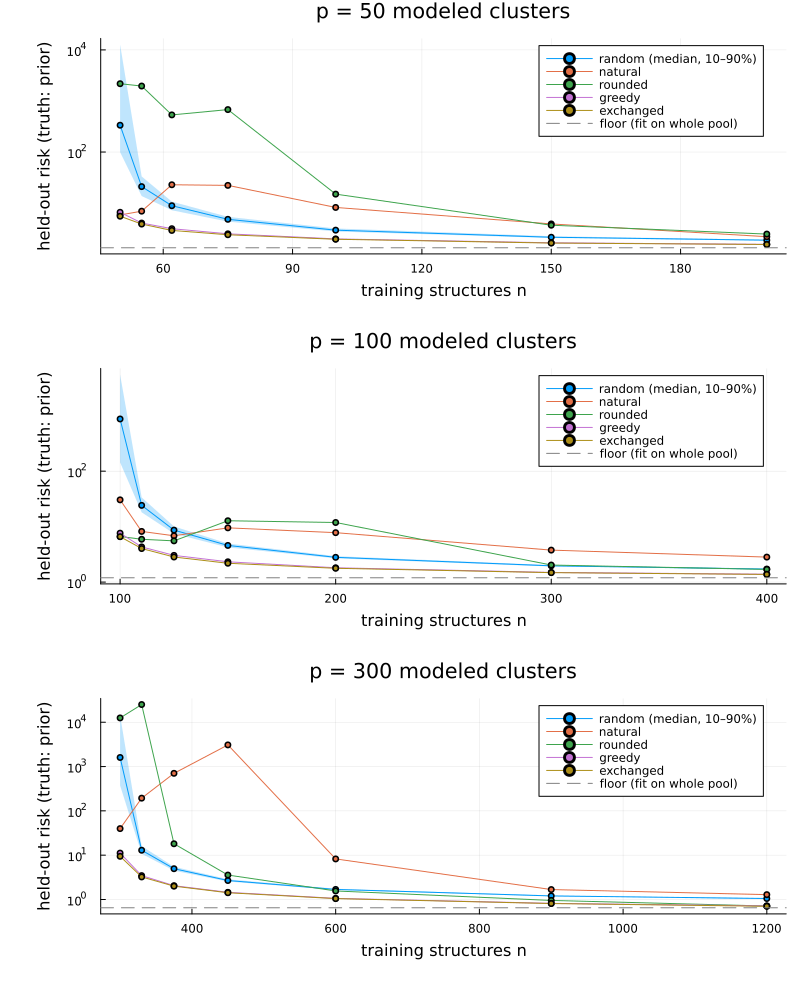 p = 50 modeled clusters
held-out risk (truth: prior)
10^4
10^2
random (median, 10–90%)
natural
rounded
greedy
exchanged
floor (fit on whole pool)
60 90 120 150 180
training structures n
p = 100 modeled clusters
held-out risk (truth: prior)
10^2
10^0
random (median, 10–90%)
natural
rounded
greedy
exchanged
floor (fit on whole pool)
100 200 300 400
training structures n
p = 300 modeled clusters
held-out risk (truth: prior)
10^4
10^3
10^2
10^1
10^0
random (median, 10–90%)
natural
rounded
greedy
exchanged
floor (fit on whole pool)
400 600 800 1000 1200
training structures n